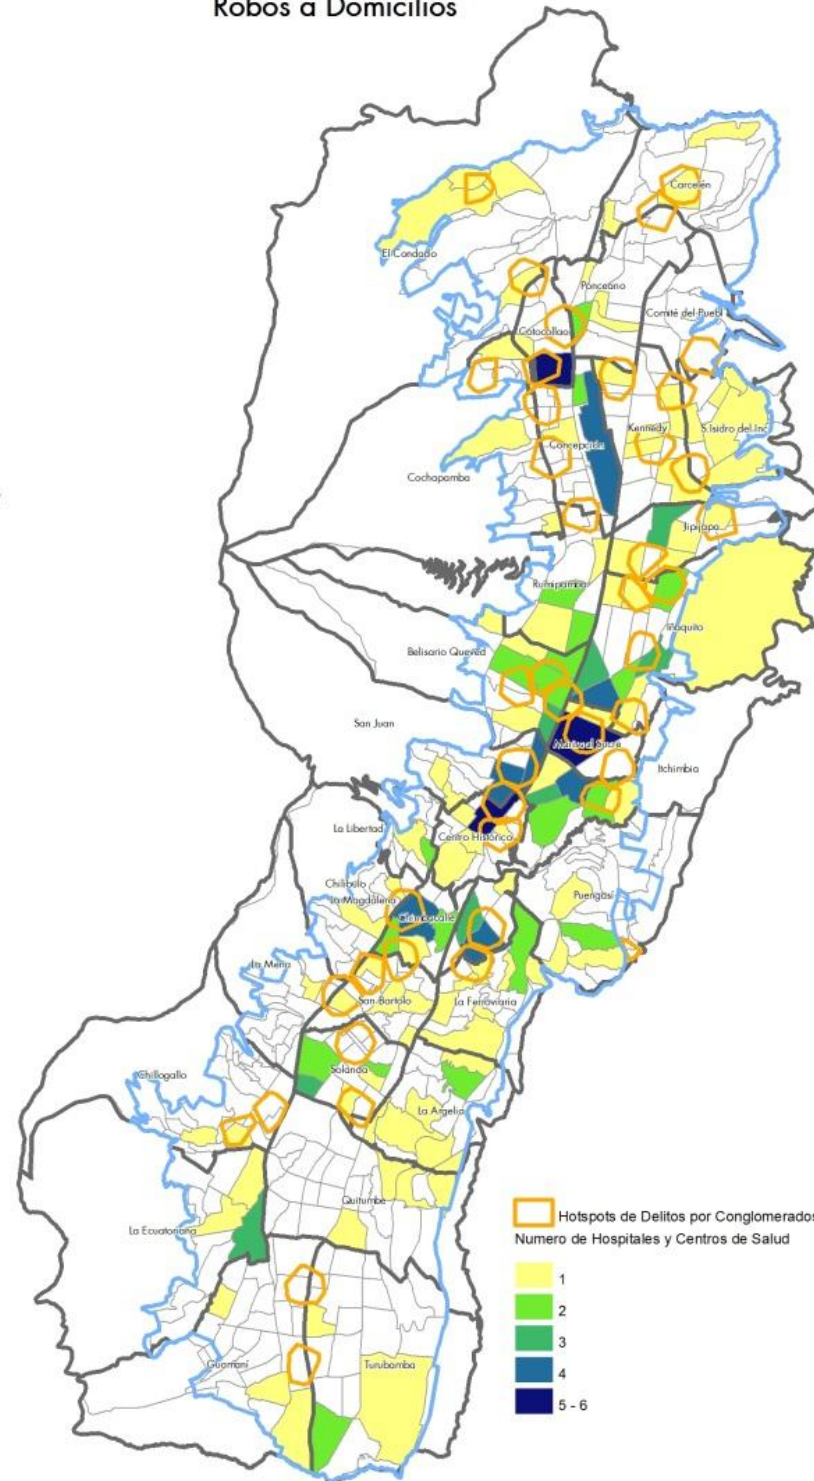 Robos a Domicilios
Carcelén
El Condado
Ponceano
Comité del Puebl
Cotocollao
Kennedy
S.Isidro del Inc
Concepción
Cochapamba
Jipijapa
Rumipamba
Iñaquito
Belisario Queved
San Juan
Mariscal Sucre
Itchimbia
La Libertad
Centro Histórico
Chilibulo
La Magdalena
Puengasí
Chimbacalle
La Mena
San Bartolo
La Ferroviaria
Solanda
Chillogallo
La Argelia
Quitumbe
La Ecuatoriana
Hotspots de Delitos por Conglomerados
Numero de Hospitales y Centros de Salud
1
2
3
4
5 - 6
Guamaní
Turubamba